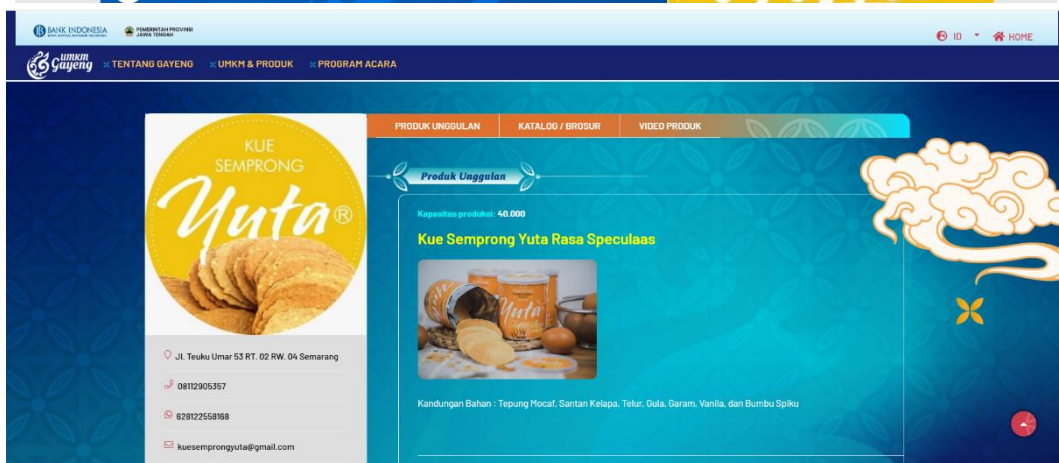 BANK INDONESIA
PEMERINTAH PROVINSI
JAWA TENGAH
ID
HOME
umkm
Gayeng
TENTANG GAYENG
UMKM & PRODUK
PROGRAM ACARA
KUE
SEMPRONG
Yuta®
PRODUK UNGGULAN
KATALOG / BROSUR
VIDEO PRODUK
Produk Unggulan
Kapasitas produksi: 40.000
Kue Semprong Yuta Rasa Speculaas
Yuta
Kandungan Bahan : Tepung Mocaf, Santan Kelapa, Telur, Gula, Garam, Vanila, dan Bumbu Spiku
Jl. Teuku Umar 53 RT. 02 RW. 04 Semarang
08112905357
628122558168
kuesemprongyuta@gmail.com